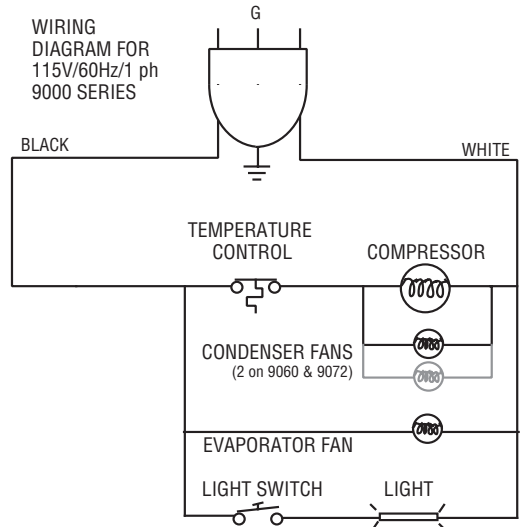 G
WIRING
DIAGRAM FOR
115V/60Hz/1 ph
9000 SERIES
BLACK
WHITE
TEMPERATURE
CONTROL
COMPRESSOR
CONDENSER FANS
(2 on 9060 & 9072)
EVAPORATOR FAN
LIGHT SWITCH
LIGHT